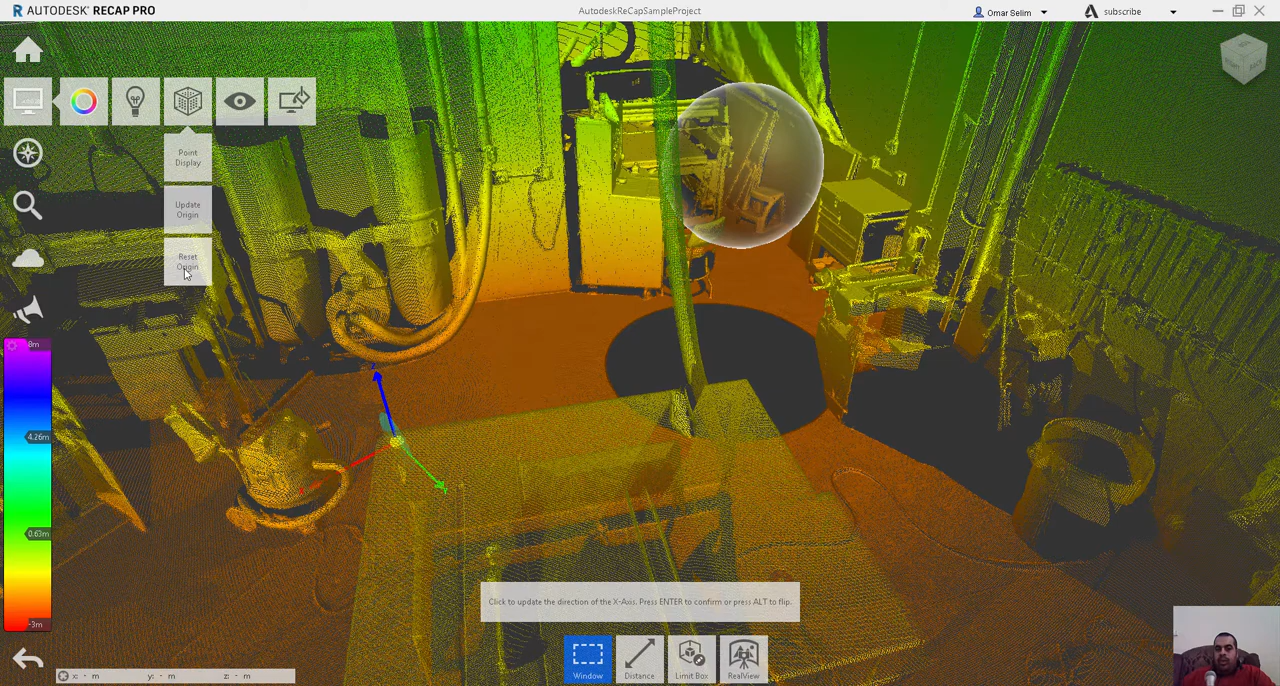 R AUTODESK RECAP PRO
AutodeskReCapSampleProject
Omar Selim
subscribe
Point
Display
Update
Origin
Reset
Origin
8m
4.26m
0.63m
-3m
Click to update the direction of the X-Axis. Press ENTER to confirm or press ALT to flip.
Window
Distance
Limit Box
RealView
x: - m y: - m z: - m